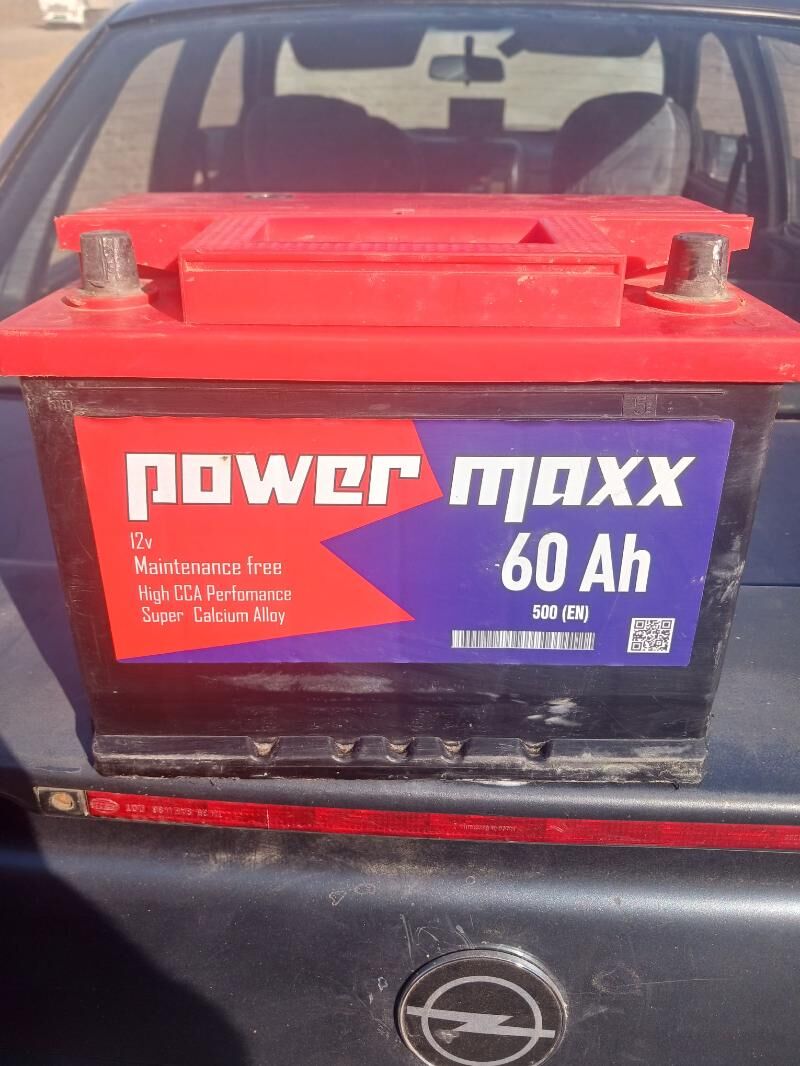 power maxx
12v
Maintenance free
High CCA Perfomance
Super Calcium Alloy
60 Ah
500 (EN)